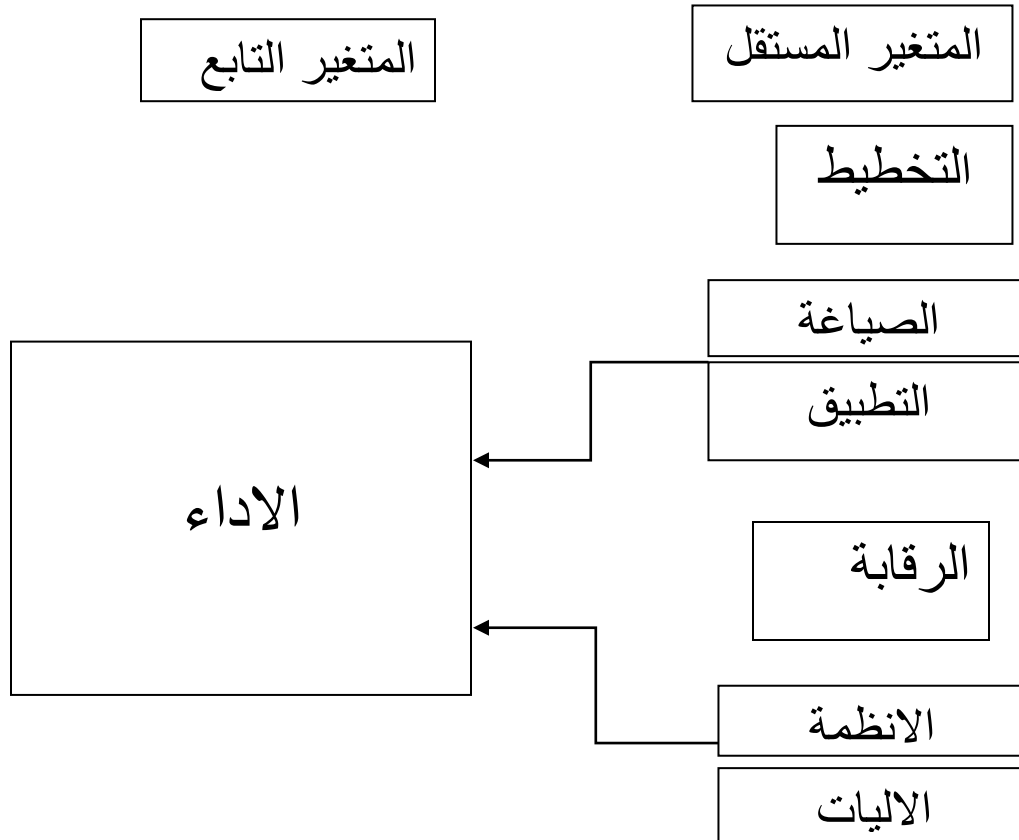 المتغير المستقل
المتغير التابع
التخطيط
الصياغة
التطبيق
الاداء
الرقابة
الانظمة
الاليات